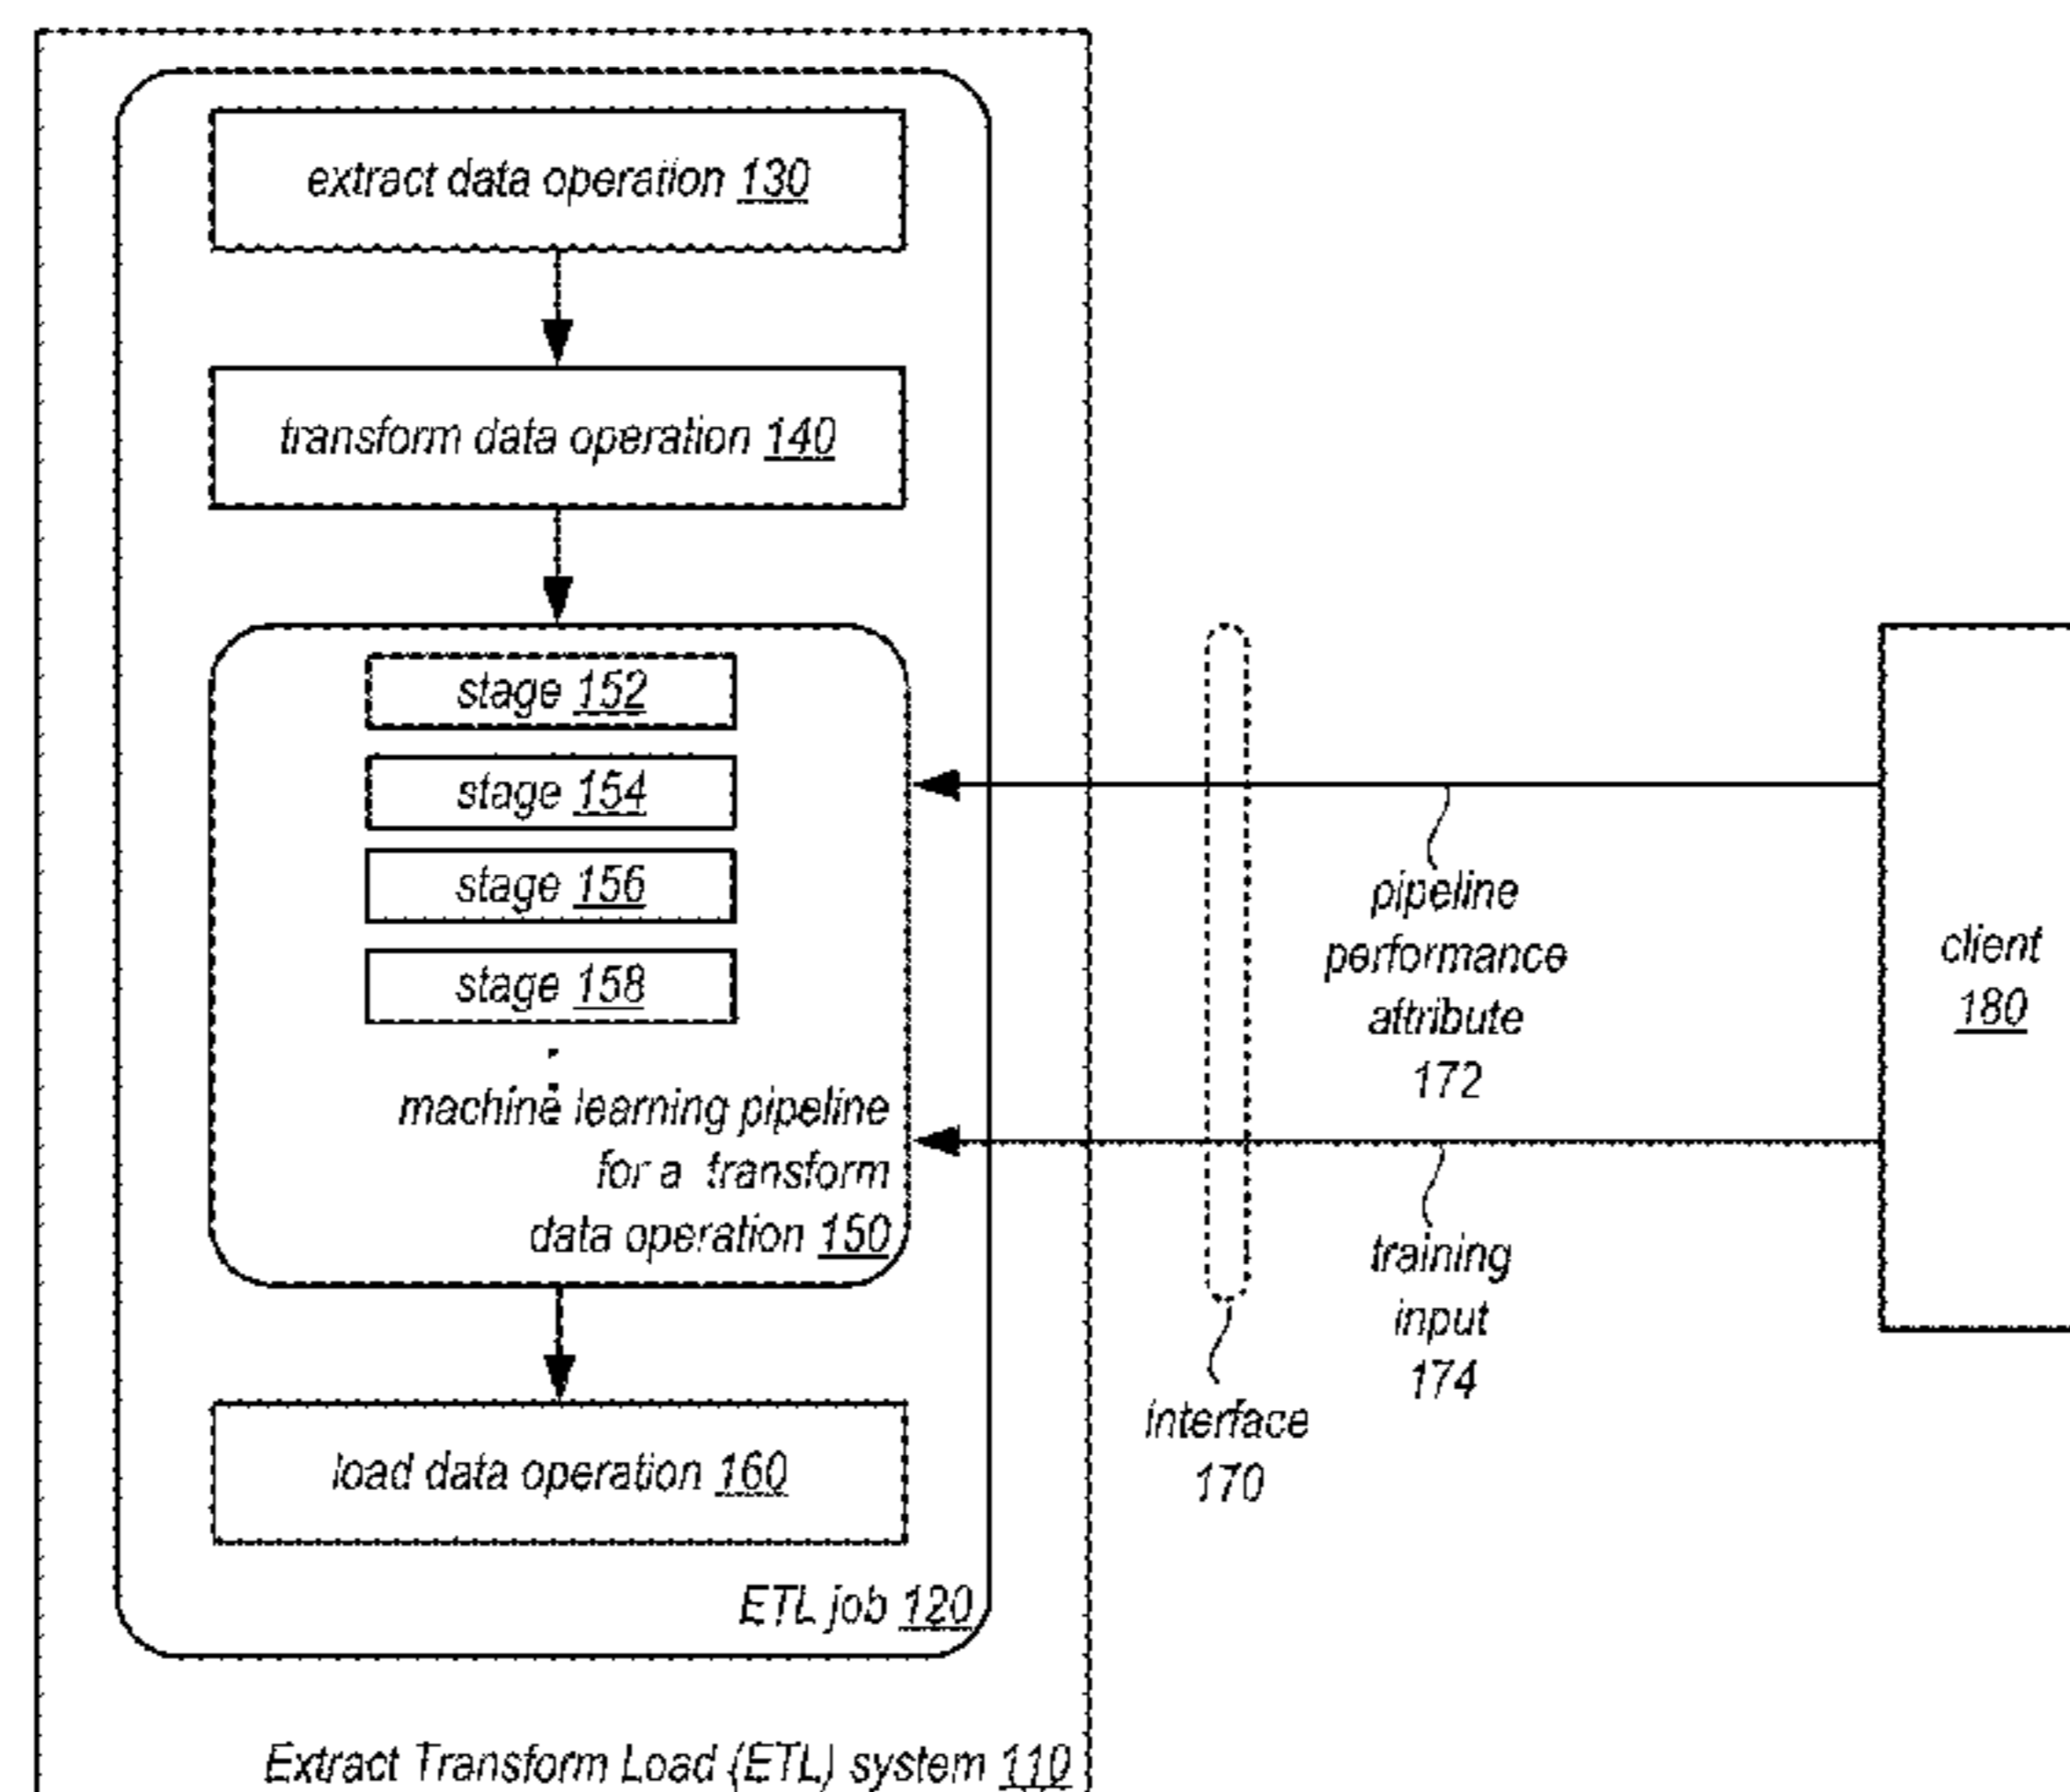 extract data operation 130
transform data operation 140
stage 152
stage 154
stage 156
stage 158
machine learning pipeline
for a transform
data operation 150
load data operation 160
ETL job 120
Extract Transform Load (ETL) system 110
pipeline
performance
attribute
172
training
input
174
interface
170
client
180